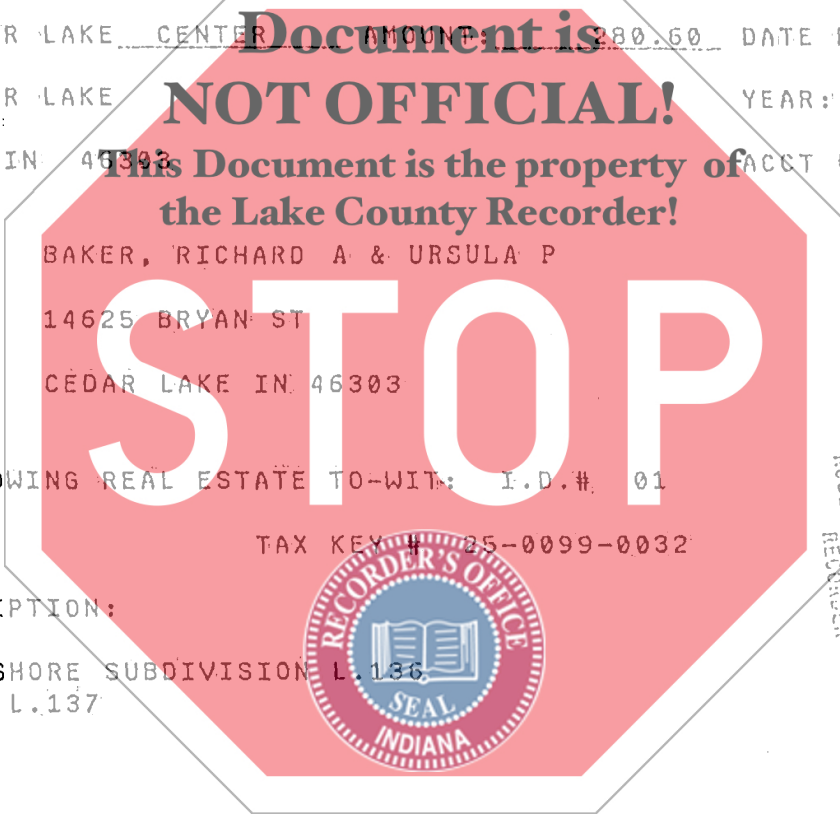 R LAKE CENTER AMOUNT: 280.60 DATE
Document is
R LAKE YEAR:
NOT OFFICIAL!
IN 46303 ACCT
This Document is the property of
the Lake County Recorder!
BAKER, RICHARD A & URSULA P
14625 BRYAN ST
STOP
CEDAR LAKE IN 46303
WING REAL ESTATE TO-WIT: I.D.# 01
TAX KEY # 25-0099-0032
RECORDER'S OFFICE
PTION:
SHORE SUBDIVISION L.136
L.137
SEAL
INDIANA